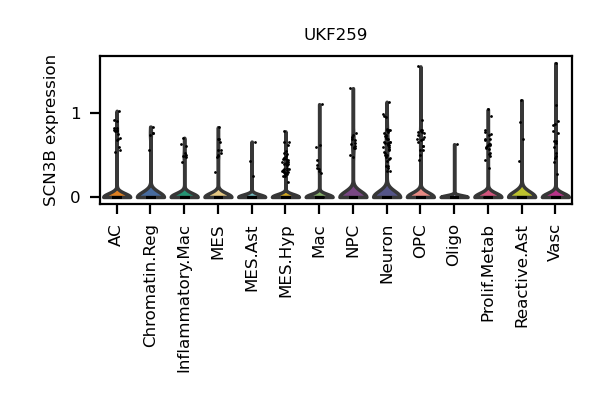 UKF259
SCN3B expression
1
0
AC
Chromatin.Reg
Inflammatory.Mac
MES
MES.Ast
MES.Hyp
Mac
NPC
Neuron
OPC
Oligo
Prolif.Metab
Reactive.Ast
Vasc